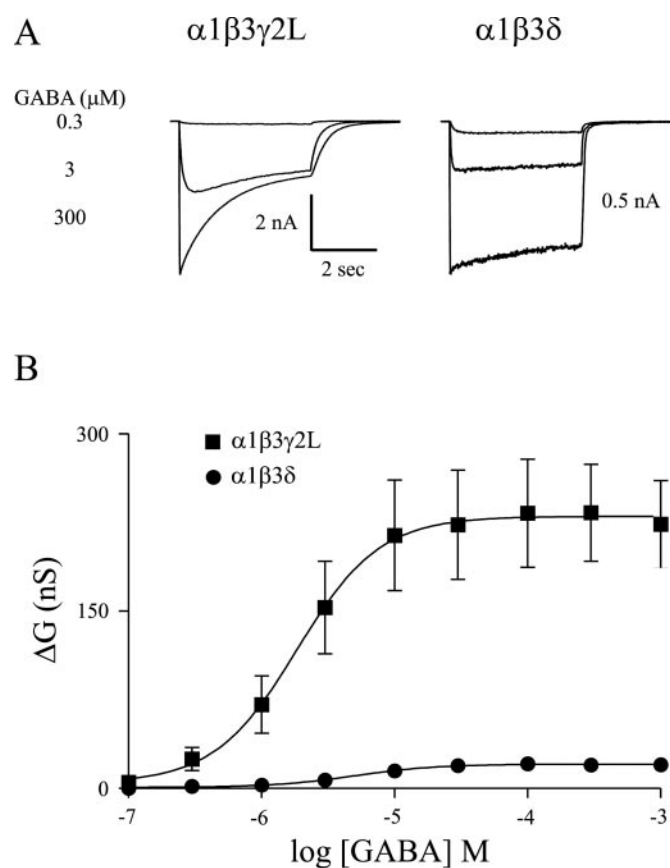 A
α1β3γ2L
α1β3δ
GABA (μM)
0.3
3
300
2 nA
2 sec
0.5 nA
B
300
150
0
ΔG (nS)
α1β3γ2L
α1β3δ
-7
-6
-5
-4
-3
log [GABA] M